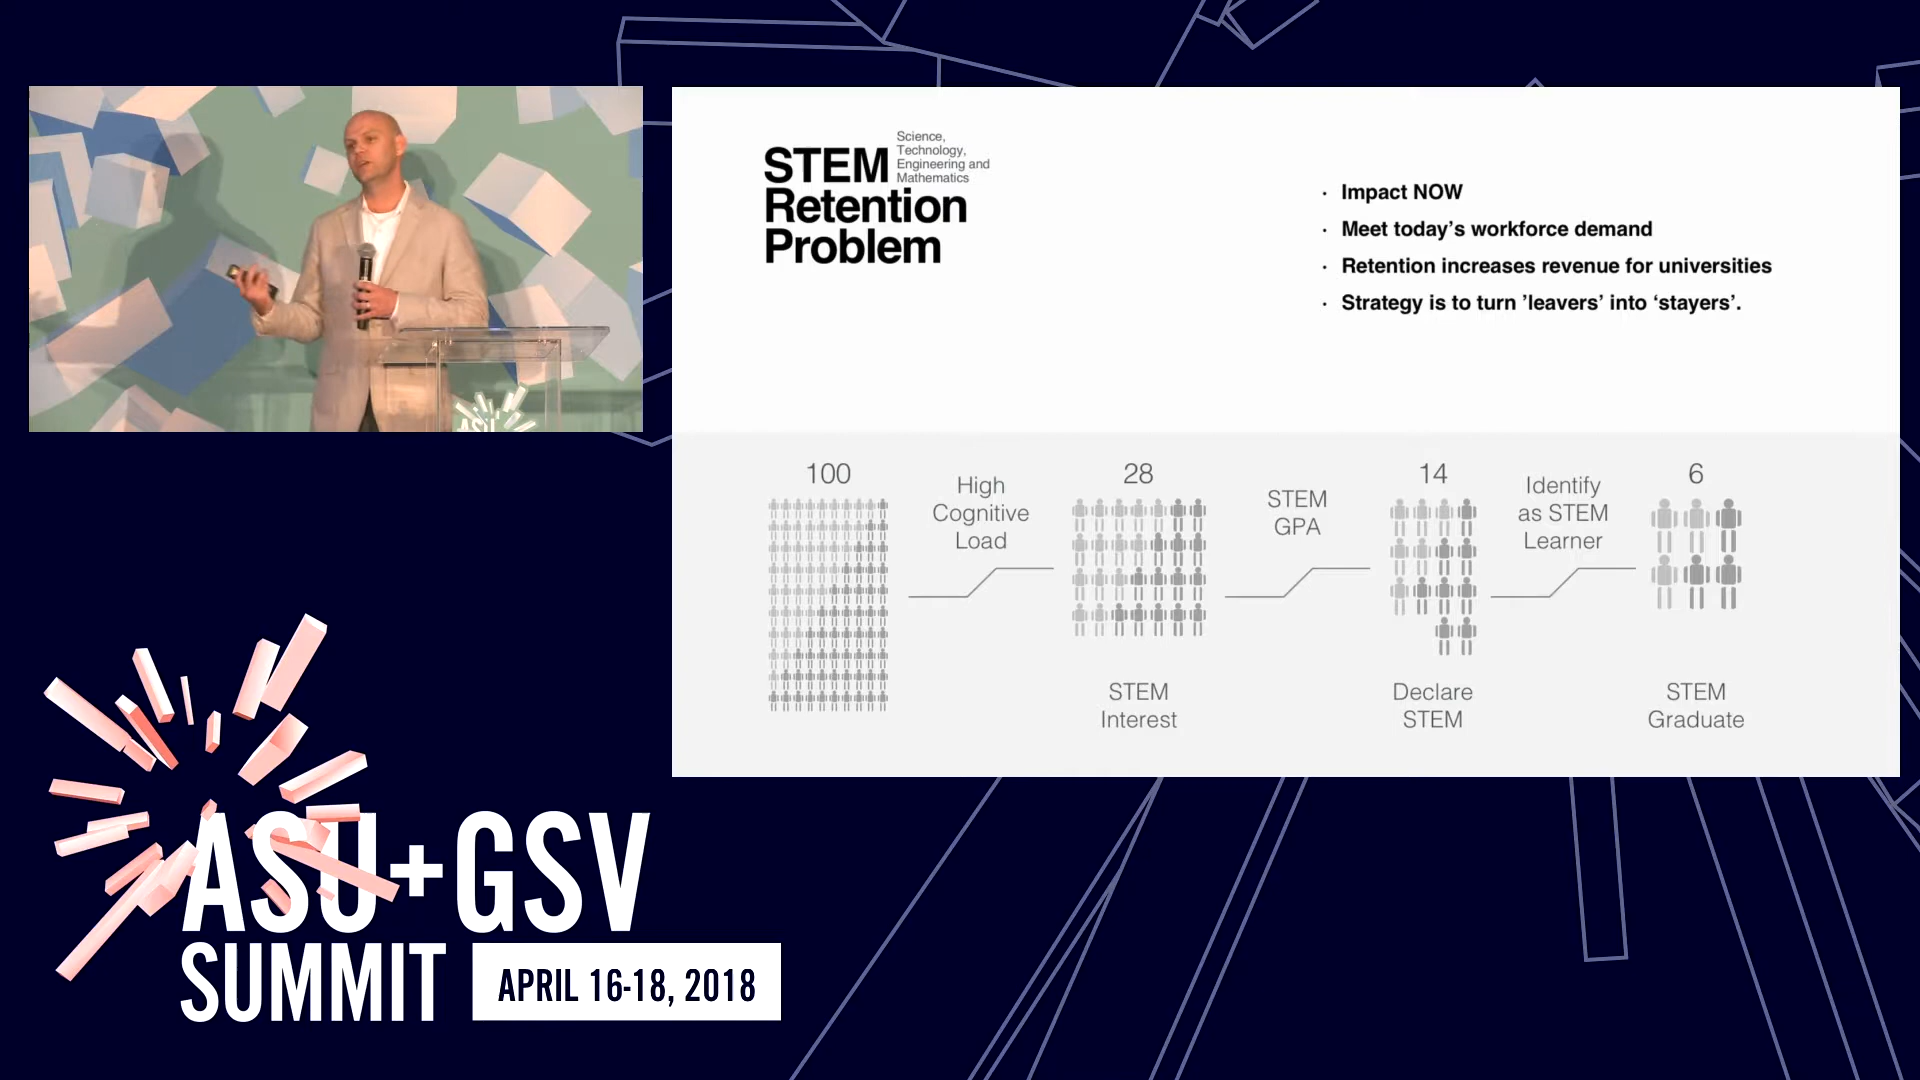 STEM
Science,
Technology,
Engineering and
Mathematics
Retention
Problem
· Impact NOW
· Meet today’s workforce demand
· Retention increases revenue for universities
· Strategy is to turn ’leavers’ into ‘stayers’.
100
High
Cognitive
Load
28
STEM
GPA
14
Identify
as STEM
Learner
6
STEM
Interest
Declare
STEM
STEM
Graduate
ASU
ASU+GSV
SUMMIT
APRIL 16-18, 2018